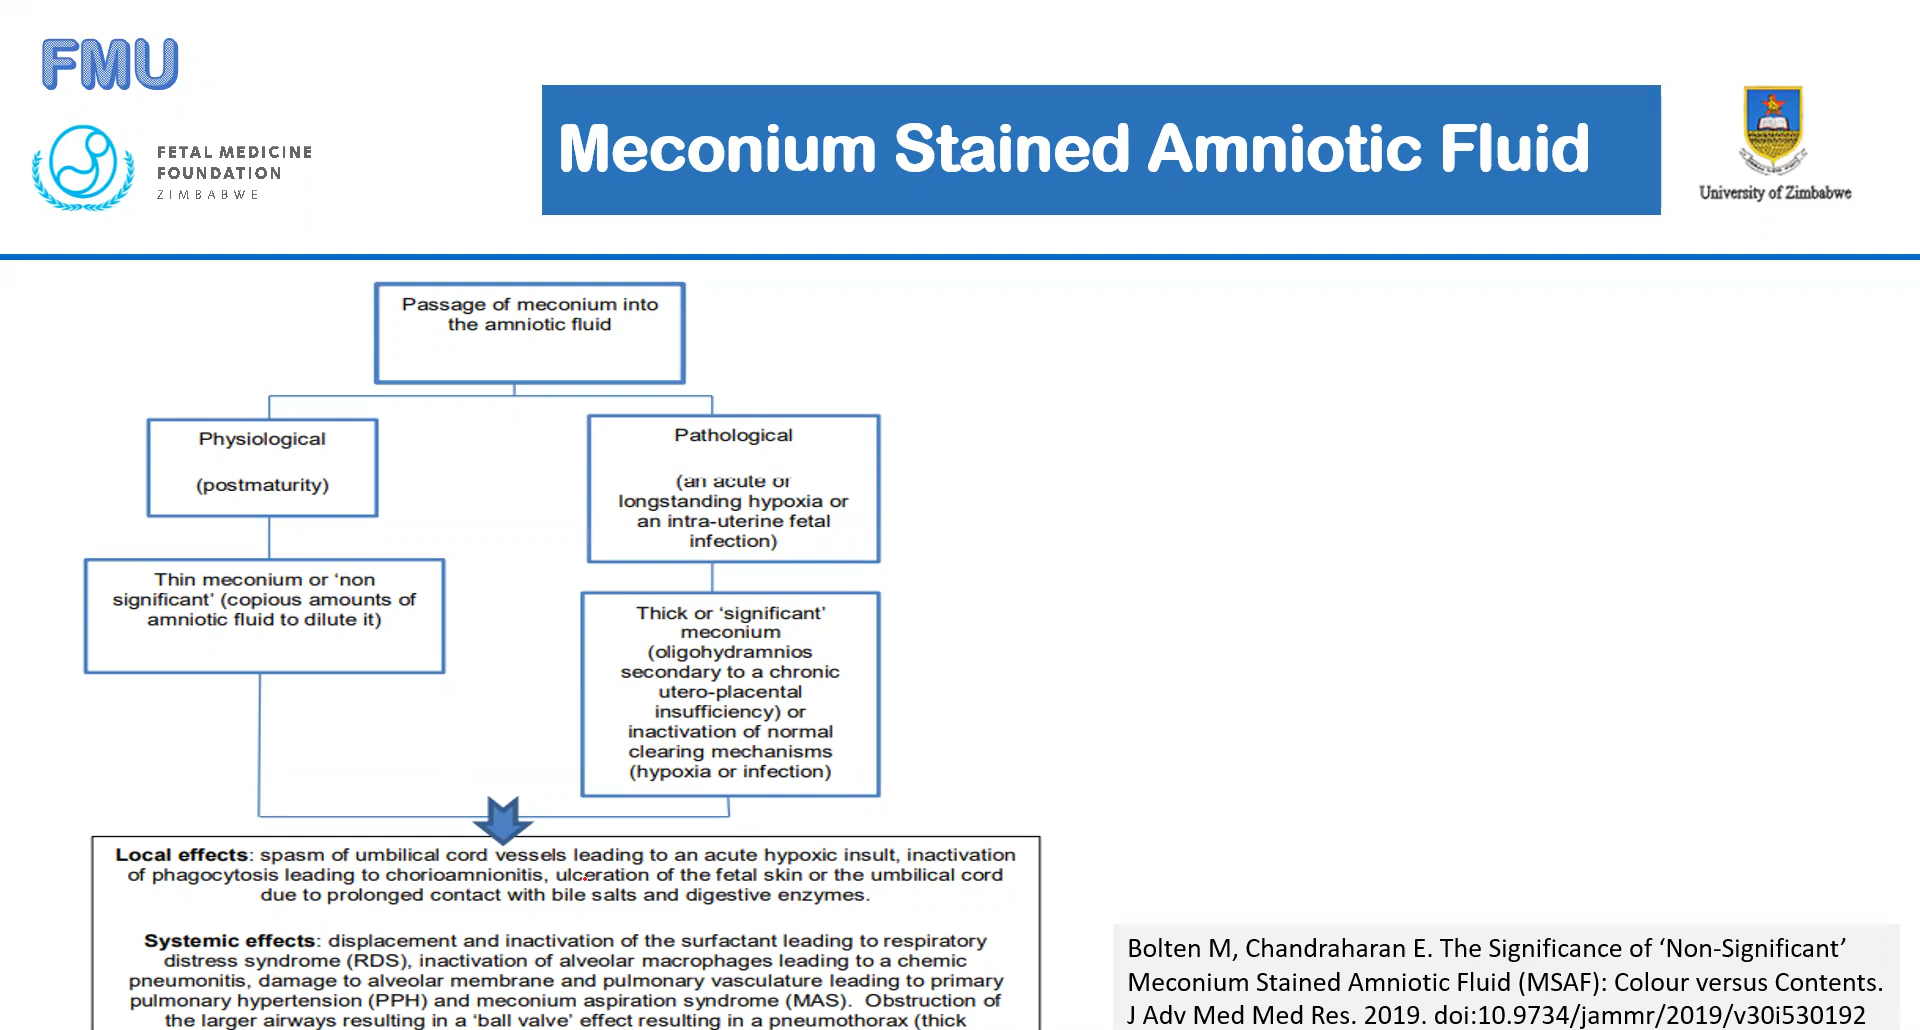 FMU
FETAL MEDICINE
FOUNDATION
ZIMBABWE
Meconium Stained Amniotic Fluid
University of Zimbabwe
Passage of meconium into
the amniotic fluid
Physiological
(postmaturity)
Pathological
(an acute or
longstanding hypoxia or
an intra-uterine fetal
infection)
Thin meconium or ‘non
significant’ (copious amounts of
amniotic fluid to dilute it)
Thick or ‘significant’
meconium
(oligohydramnios
secondary to a chronic
utero-placental
insufficiency) or
inactivation of normal
clearing mechanisms
(hypoxia or infection)
Local effects: spasm of umbilical cord vessels leading to an acute hypoxic insult, inactivation
of phagocytosis leading to chorioamnionitis, ulceration of the fetal skin or the umbilical cord
due to prolonged contact with bile salts and digestive enzymes.
Systemic effects: displacement and inactivation of the surfactant leading to respiratory
distress syndrome (RDS), inactivation of alveolar macrophages leading to a chemic
pneumonitis, damage to alveolar membrane and pulmonary vasculature leading to primary
pulmonary hypertension (PPH) and meconium aspiration syndrome (MAS). Obstruction of
the larger airways resulting in a ‘ball valve’ effect resulting in a pneumothorax (thick
Bolten M, Chandraharan E. The Significance of ‘Non-Significant’
Meconium Stained Amniotic Fluid (MSAF): Colour versus Contents.
J Adv Med Med Res. 2019. doi:10.9734/jammr/2019/v30i530192